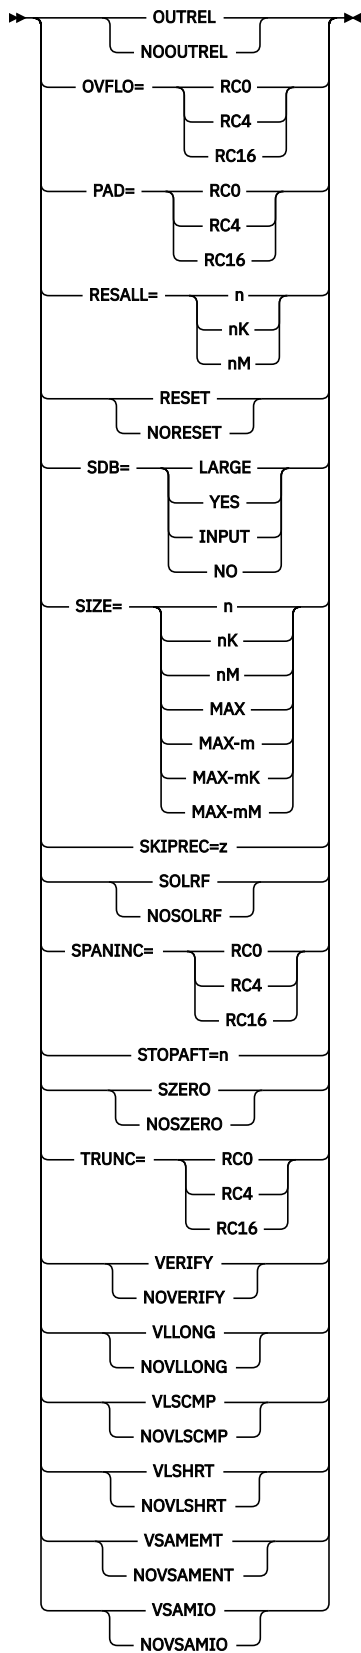 OUTREL
NOOUTREL
OVFLO= RC0
RC4
RC16
PAD= RC0
RC4
RC16
RESALL= n
nK
nM
RESET
NORESET
SDB= LARGE
YES
INPUT
NO
SIZE= n
nK
nM
MAX
MAX-m
MAX-mK
MAX-mM
SKIPREC=z
SOLRF
NOSOLRF
SPANINC= RC0
RC4
RC16
STOPAFT=n
SZERO
NOSZERO
TRUNC= RC0
RC4
RC16
VERIFY
NOVERIFY
VLLONG
NOVLLONG
VLSCMP
NOVLSCMP
VLSHRT
NOVLSHRT
VSAMEMT
NOVSAMENT
VSAMIO
NOVSAMIO